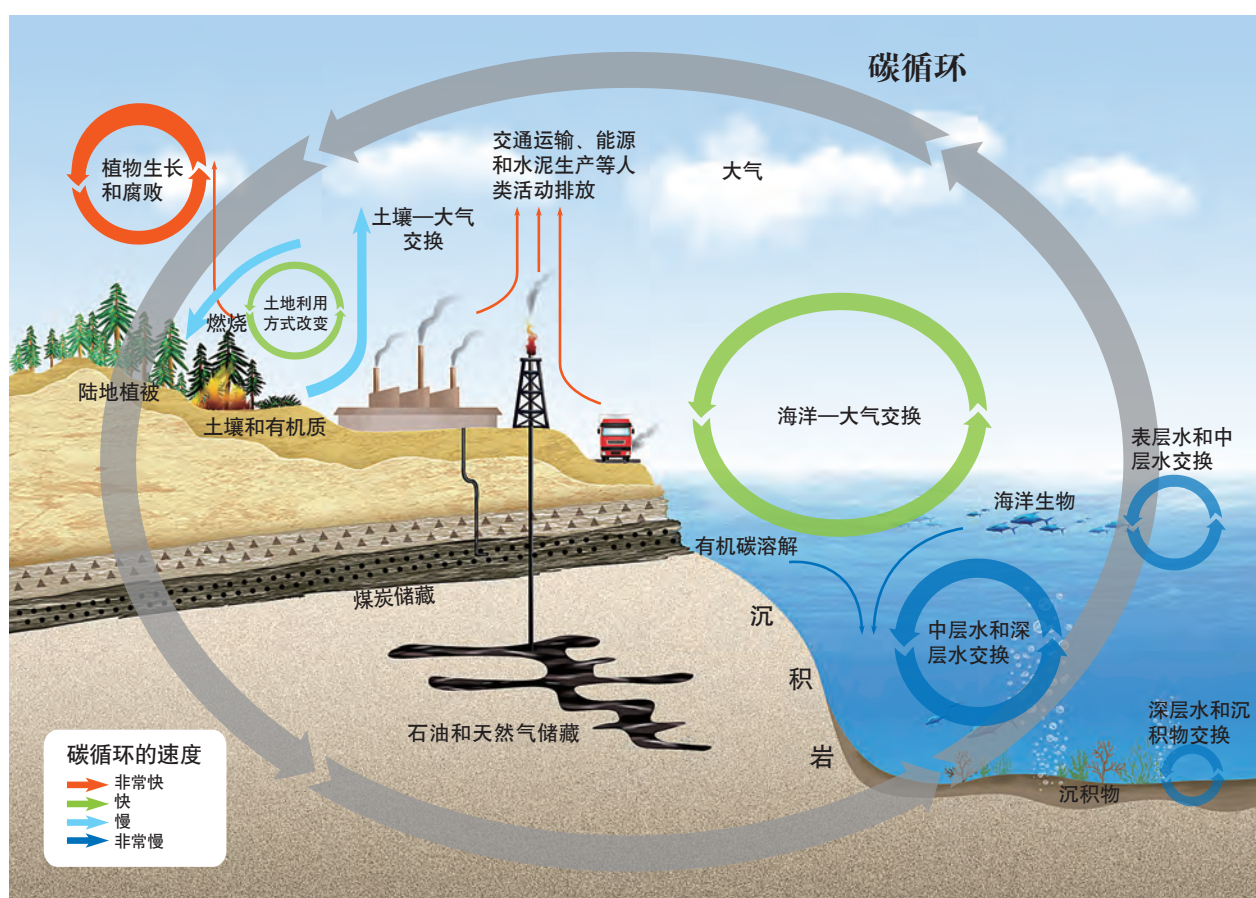 碳循环
植物生长
和腐败
交通运输、能源
和水泥生产等人
类活动排放
大气
土壤—大气
交换
土地利用
方式改变
燃烧
陆地植被
土壤和有机质
海洋—大气交换
表层水和中
层水交换
海洋生物
有机碳溶解
煤炭储藏
沉
积
岩
中层水和深
层水交换
石油和天然气储藏
深层水和沉
积物交换
沉积物
碳循环的速度
非常快
快
慢
非常慢